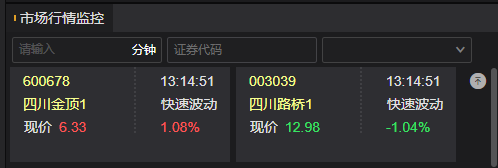 市场行情监控
请输入 分钟 证券代码
600678 13:14:51 003039 13:14:51
四川金顶1 快速波动 四川路桥1 快速波动
现价 6.33 1.08% 现价 12.98 -1.04%